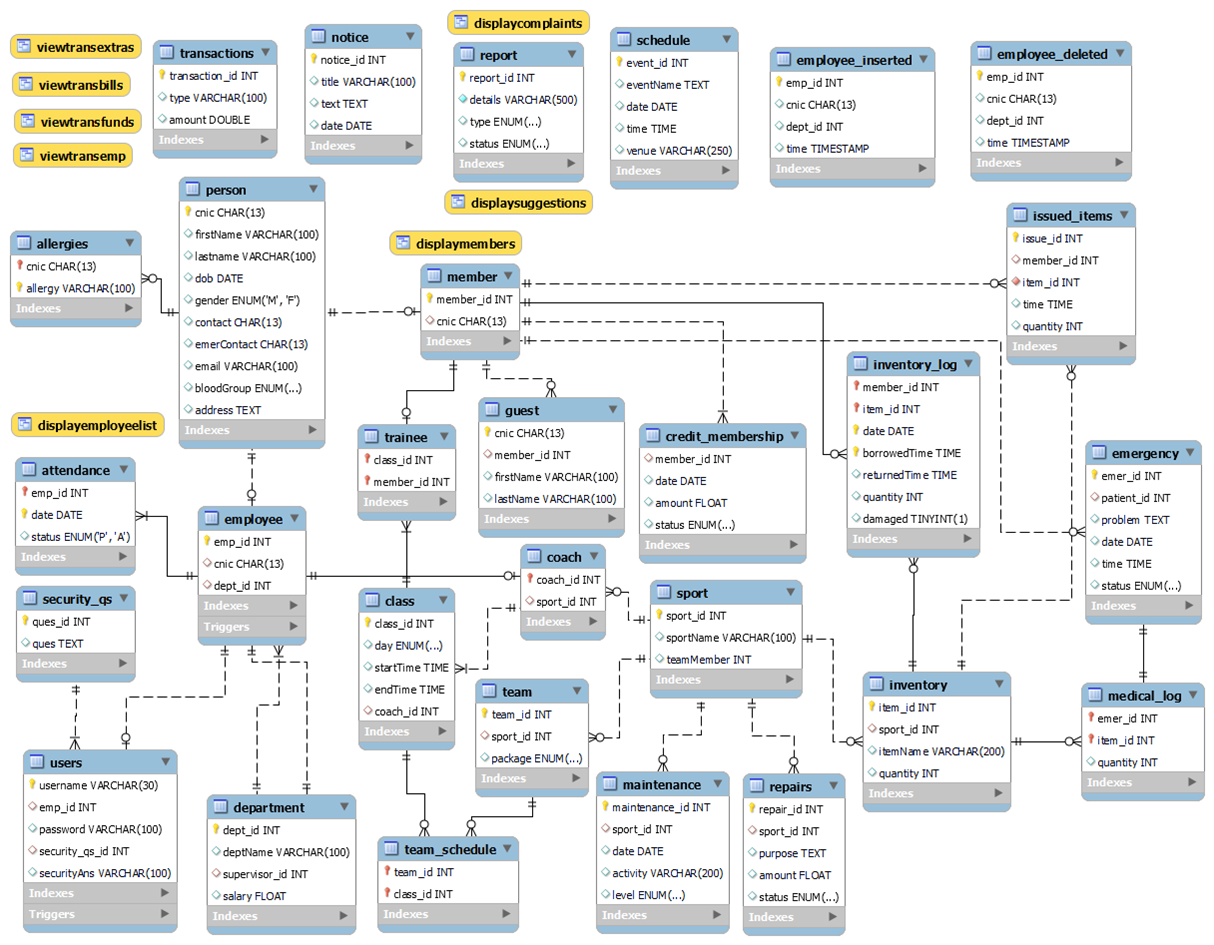 viewtransextras
viewtransbills
viewtransfunds
viewtransemp
transactions
transaction_id INT
type VARCHAR(100)
amount DOUBLE
Indexes
notice
notice_id INT
title VARCHAR(100)
text TEXT
date DATE
Indexes
displaycomplaints
report
report_id INT
details VARCHAR(500)
type ENUM(...)
status ENUM(...)
Indexes
displaysuggestions
schedule
event_id INT
eventName TEXT
date DATE
time TIME
venue VARCHAR(250)
Indexes
employee_inserted
emp_id INT
cnic CHAR(13)
dept_id INT
time TIMESTAMP
Indexes
employee_deleted
emp_id INT
cnic CHAR(13)
dept_id INT
time TIMESTAMP
Indexes
allergies
cnic CHAR(13)
allergy VARCHAR(100)
Indexes
person
cnic CHAR(13)
firstName VARCHAR(100)
lastname VARCHAR(100)
dob DATE
gender ENUM('M', 'F')
contact CHAR(13)
emerContact CHAR(13)
email VARCHAR(100)
bloodGroup ENUM(...)
address TEXT
Indexes
displaymembers
member
member_id INT
cnic CHAR(13)
Indexes
issued_items
issue_id INT
member_id INT
item_id INT
time TIME
quantity INT
Indexes
displayemployeelist
attendance
emp_id INT
date DATE
status ENUM('P', 'A')
Indexes
employee
emp_id INT
cnic CHAR(13)
dept_id INT
Indexes
Triggers
trainee
class_id INT
member_id INT
Indexes
guest
cnic CHAR(13)
member_id INT
firstName VARCHAR(100)
lastName VARCHAR(100)
Indexes
credit_membership
member_id INT
date DATE
amount FLOAT
status ENUM(...)
Indexes
inventory_log
member_id INT
item_id INT
date DATE
borrowedTime TIME
returnedTime TIME
quantity INT
damaged TINYINT(1)
Indexes
emergency
emer_id INT
patient_id INT
problem TEXT
date DATE
time TIME
status ENUM(...)
Indexes
security_qs
ques_id INT
ques TEXT
Indexes
class
class_id INT
day ENUM(...)
startTime TIME
endTime TIME
coach_id INT
Indexes
coach
coach_id INT
sport_id INT
Indexes
sport
sport_id INT
sportName VARCHAR(100)
teamMember INT
Indexes
team
team_id INT
sport_id INT
package ENUM(...)
Indexes
inventory
item_id INT
sport_id INT
itemName VARCHAR(200)
quantity INT
Indexes
medical_log
emer_id INT
item_id INT
quantity INT
Indexes
users
username VARCHAR(30)
emp_id INT
password VARCHAR(100)
security_qs_id INT
securityAns VARCHAR(100)
Indexes
Triggers
department
dept_id INT
deptName VARCHAR(100)
supervisor_id INT
salary FLOAT
Indexes
team_schedule
team_id INT
class_id INT
Indexes
maintenance
maintenance_id INT
sport_id INT
date DATE
activity VARCHAR(200)
level ENUM(...)
Indexes
repairs
repair_id INT
sport_id INT
purpose TEXT
amount FLOAT
status ENUM(...)
Indexes